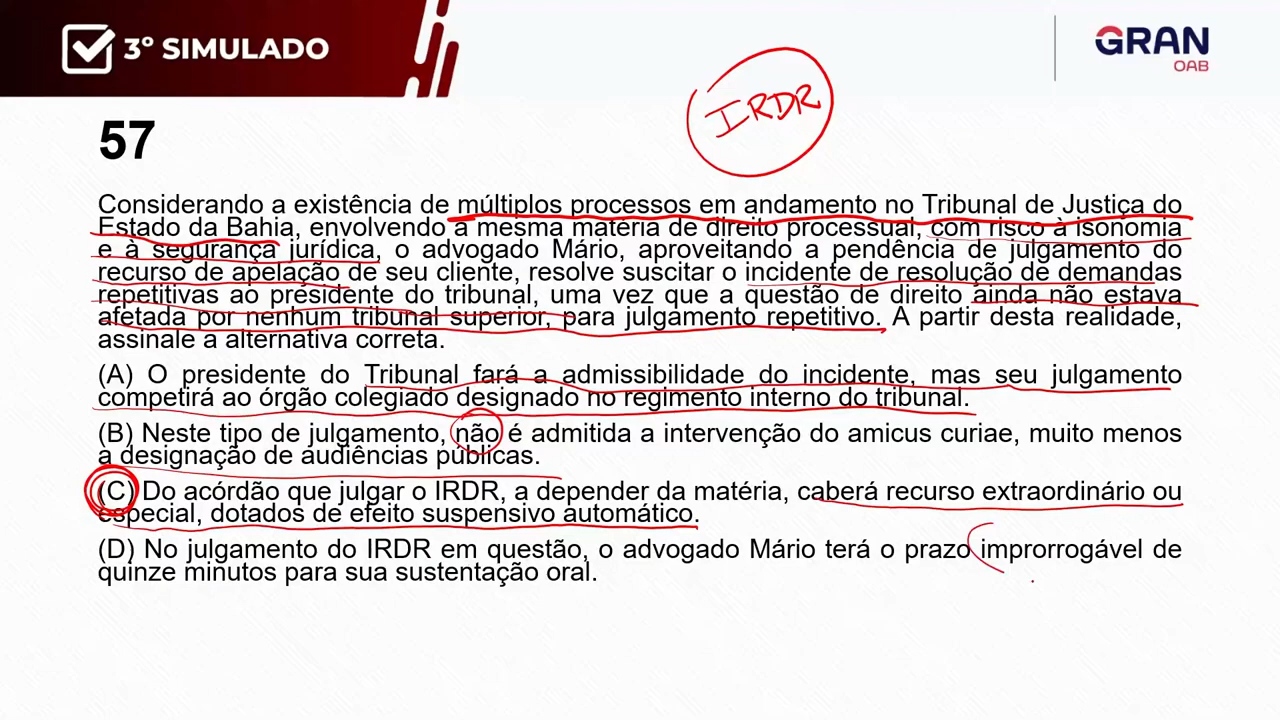 3º SIMULADO
GRAN
OAB
IRDR
57
Considerando a existência de múltiplos processos em andamento no Tribunal de Justiça do
Estado da Bahia, envolvendo a mesma matéria de direito processual, com risco à isonomia
e à segurança jurídica, o advogado Mário, aproveitando a pendência de julgamento do
recurso de apelação de seu cliente, resolve suscitar o incidente de resolução de demandas
repetitivas ao presidente do tribunal, uma vez que a questão de direito ainda não estava
afetada por nenhum tribunal superior, para julgamento repetitivo. A partir desta realidade,
assinale a alternativa correta.
(A) O presidente do Tribunal fará a admissibilidade do incidente, mas seu julgamento
competirá ao órgão colegiado designado no regimento interno do tribunal.
(B) Neste tipo de julgamento, não é admitida a intervenção do amicus curiae, muito menos
a designação de audiências públicas.
(C) Do acórdão que julgar o IRDR, a depender da matéria, caberá recurso extraordinário ou
especial, dotados de efeito suspensivo automático.
(D) No julgamento do IRDR em questão, o advogado Mário terá o prazo improrrogável de
quinze minutos para sua sustentação oral.